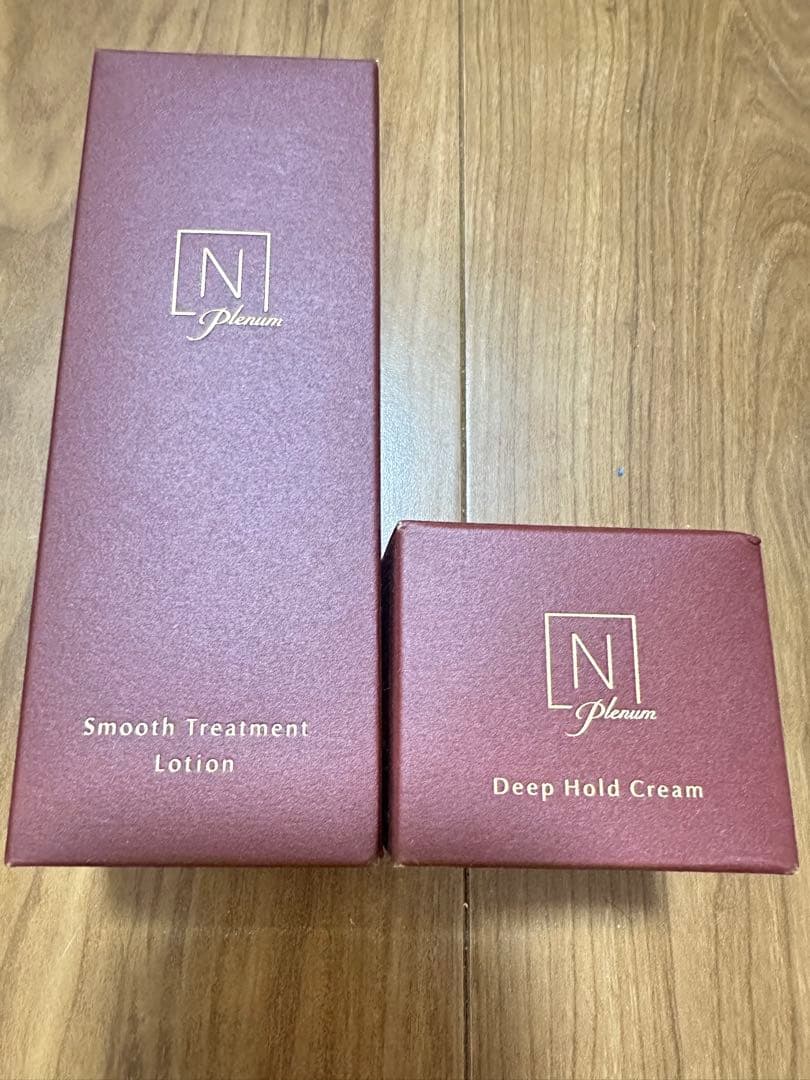 N
Plenum
Smooth Treatment
Lotion
N
Plenum
Deep Hold Cream